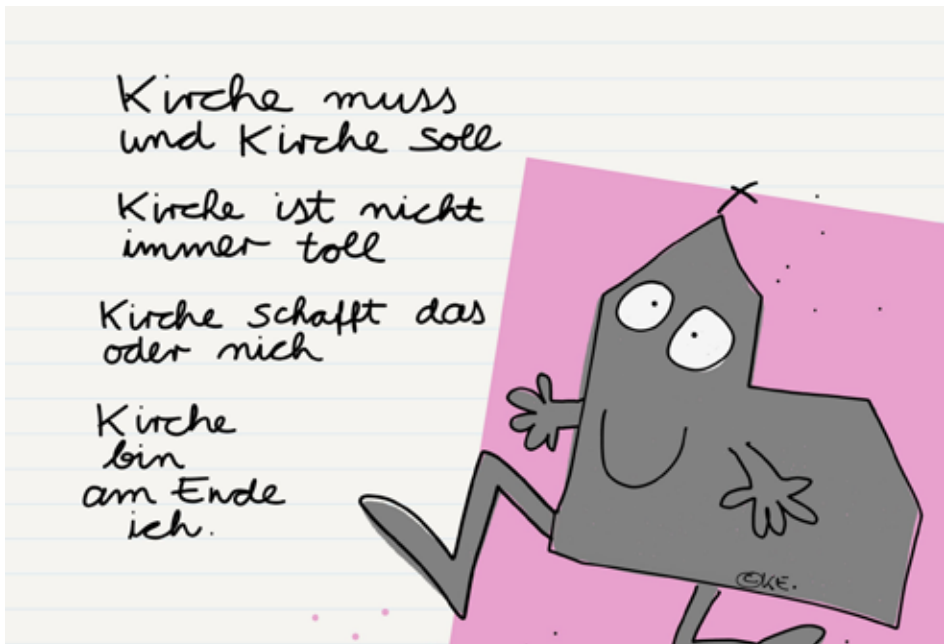 Kirche muss
und Kirche soll
Kirche ist nicht
immer toll
Kirche schafft das
oder nich
Kirche
bin
am Ende
ich.
©KE.